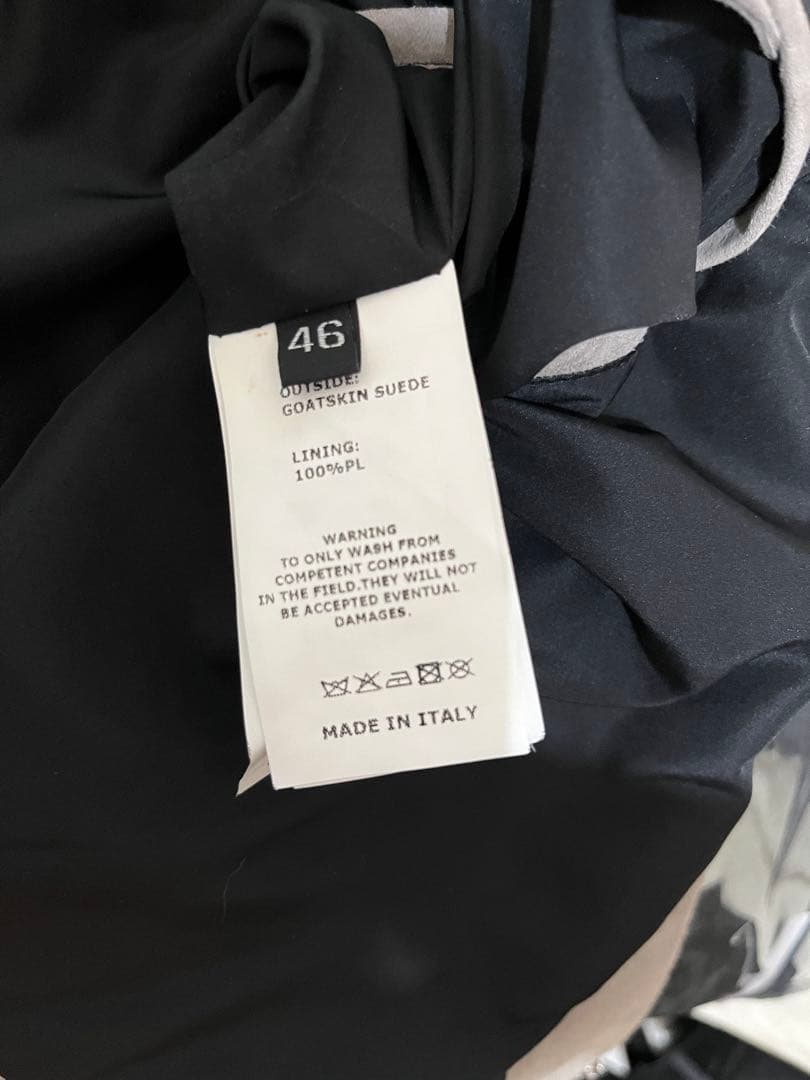 46
OUTSIDE:
GOATSKIN SUEDE
LINING:
100%PL
WARNING
TO ONLY WASH FROM
COMPETENT COMPANIES
IN THE FIELD.THEY WILL NOT
BE ACCEPTED EVENTUAL
DAMAGES.
MADE IN ITALY